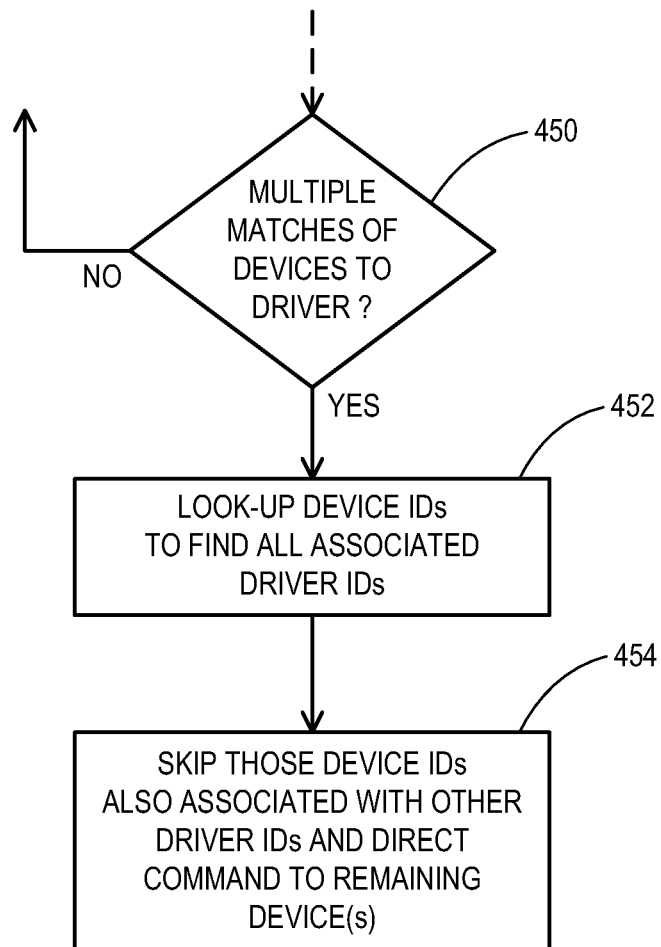 450
MULTIPLE
MATCHES OF
DEVICES TO
DRIVER ?
NO
YES
452
LOOK-UP DEVICE IDs
TO FIND ALL ASSOCIATED
DRIVER IDs
454
SKIP THOSE DEVICE IDs
ALSO ASSOCIATED WITH OTHER
DRIVER IDs AND DIRECT
COMMAND TO REMAINING
DEVICE(s)